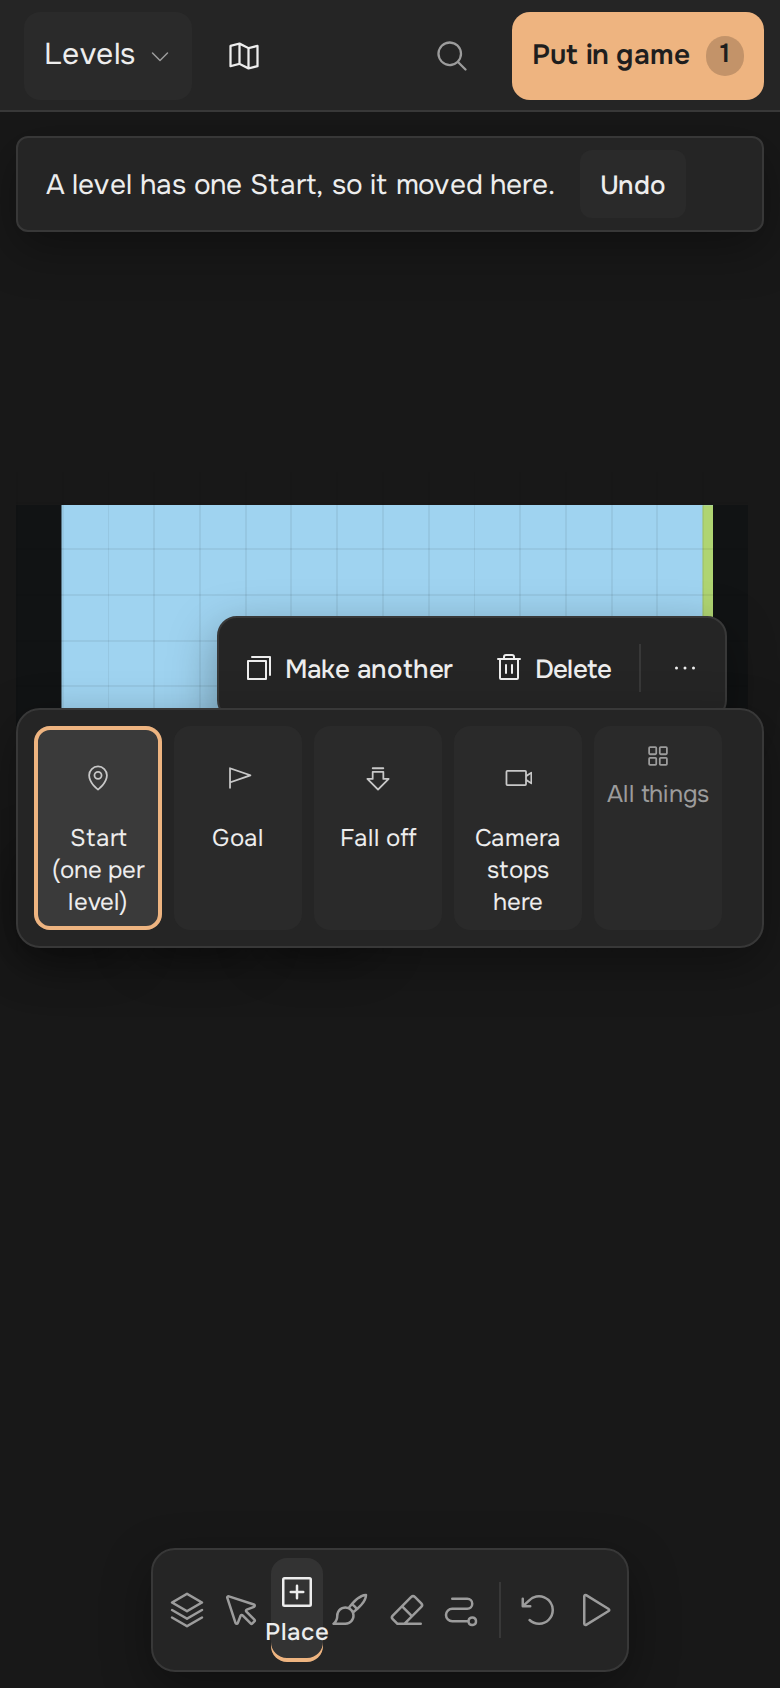 Levels
Put in game 1
A level has one Start, so it moved here. Undo
Make another Delete
Start
(one per
level)
Goal
Fall off
Camera
stops
here
All things
Place